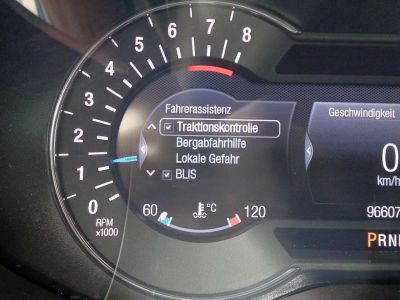 8
7
6
5
4
3
2
1
0
RPM
x1000
Fahrerassistenz
Traktionskontrolle
Bergabfahrhilfe
Lokale Gefahr
BLIS
60 °C 120
Geschwindigkeit
0
km/h
96607
PRN